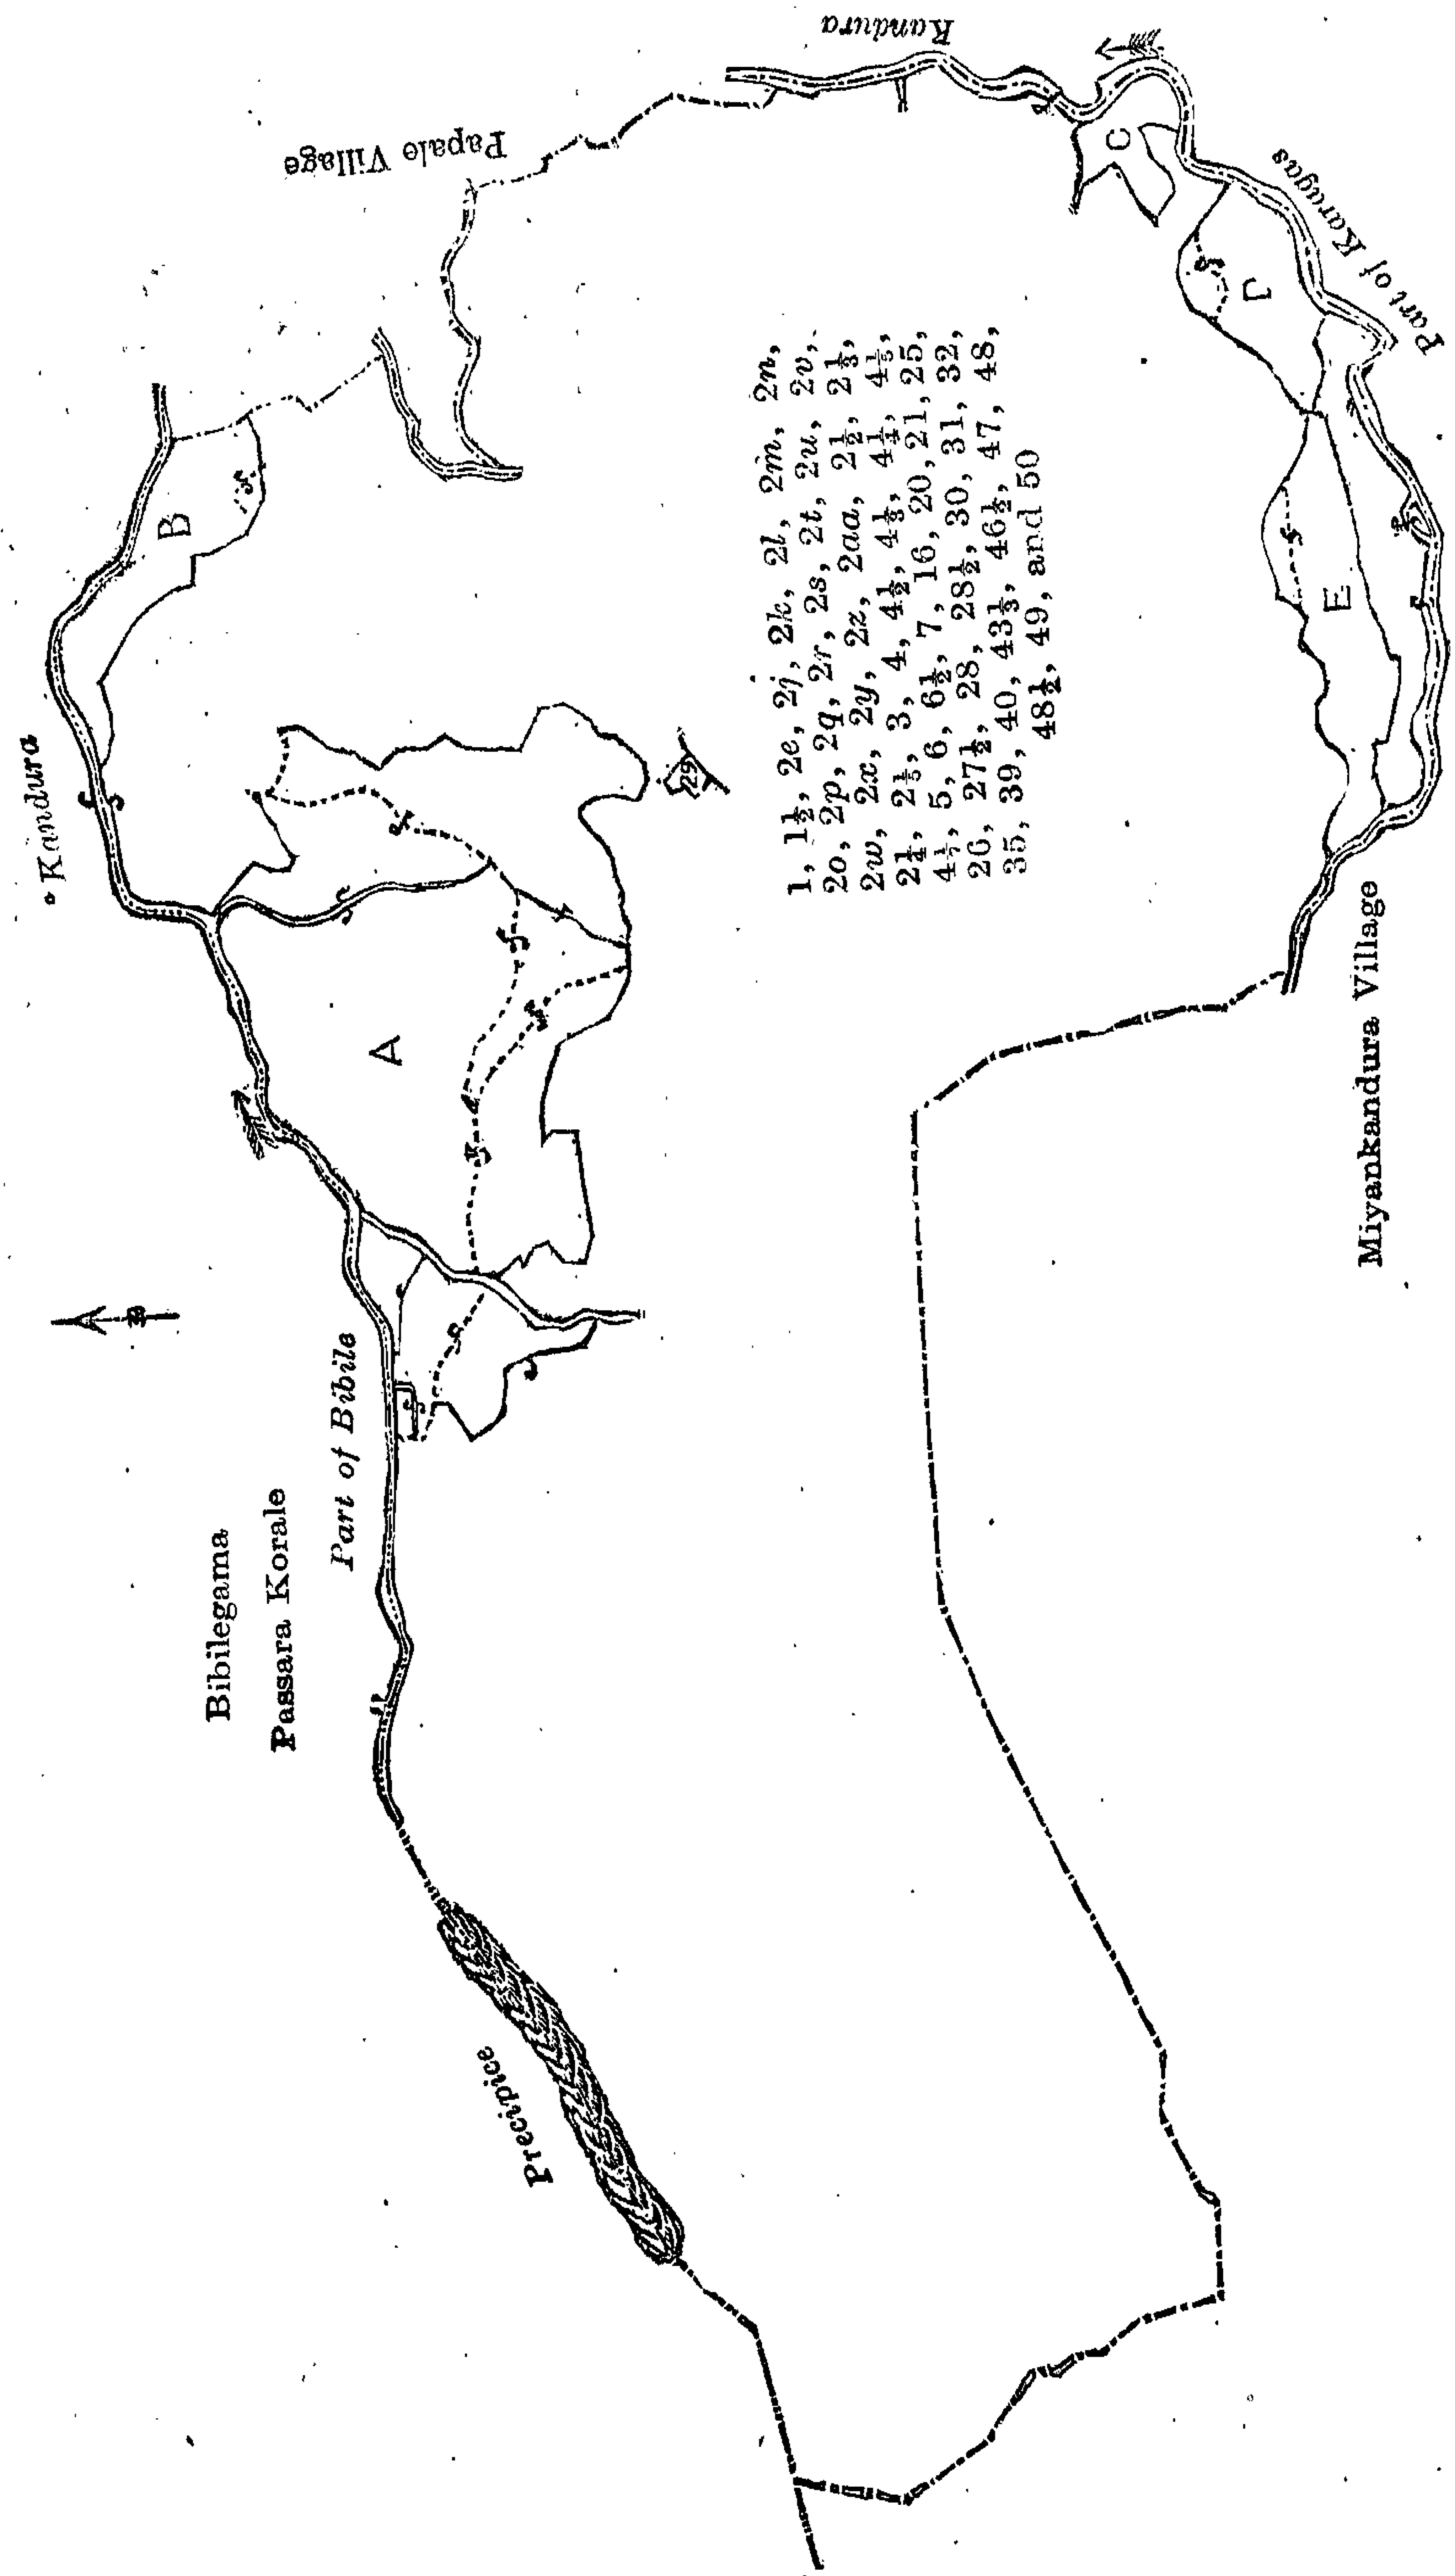 Bibilegama
Passara Korale
Part of Bibile
Kandura
Papale Village
Kandura
Precipice
A
B
C
D
E
29
1, 1½, 2e, 2j, 2k, 2l, 2m, 2n,
2o, 2p, 2q, 2r, 2s, 2t, 2u, 2v,
2w, 2x, 2y, 2z, 2aa, 2½, 2⅓,
2¼, 2⅕, 3, 4, 4½, 4⅓, 4¼, 4⅕,
5, 6, 6½, 7, 16, 20, 21, 25,
26, 27½, 28, 28½, 30, 31, 32,
35, 39, 40, 43⅓, 46½, 47, 48,
48½, 49, and 50
Part of Karagas
Miyankandura Village